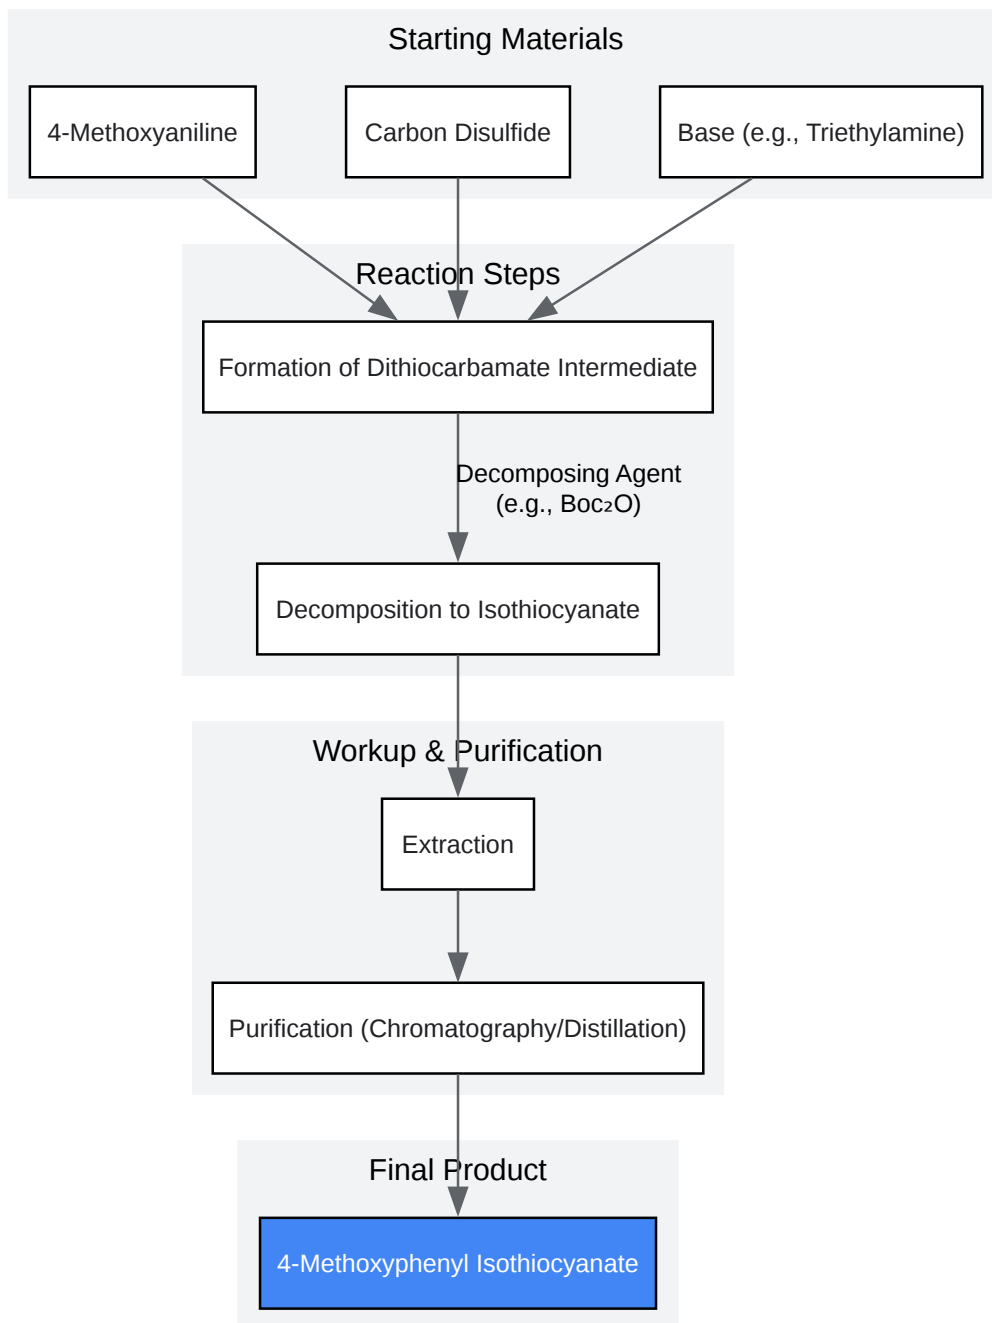 Starting Materials
4-Methoxyaniline
Carbon Disulfide
Base (e.g., Triethylamine)
Reaction Steps
Formation of Dithiocarbamate Intermediate
Decomposing Agent
(e.g., Boc₂O)
Decomposition to Isothiocyanate
Workup & Purification
Extraction
Purification (Chromatography/Distillation)
Final Product
4-Methoxyphenyl Isothiocyanate